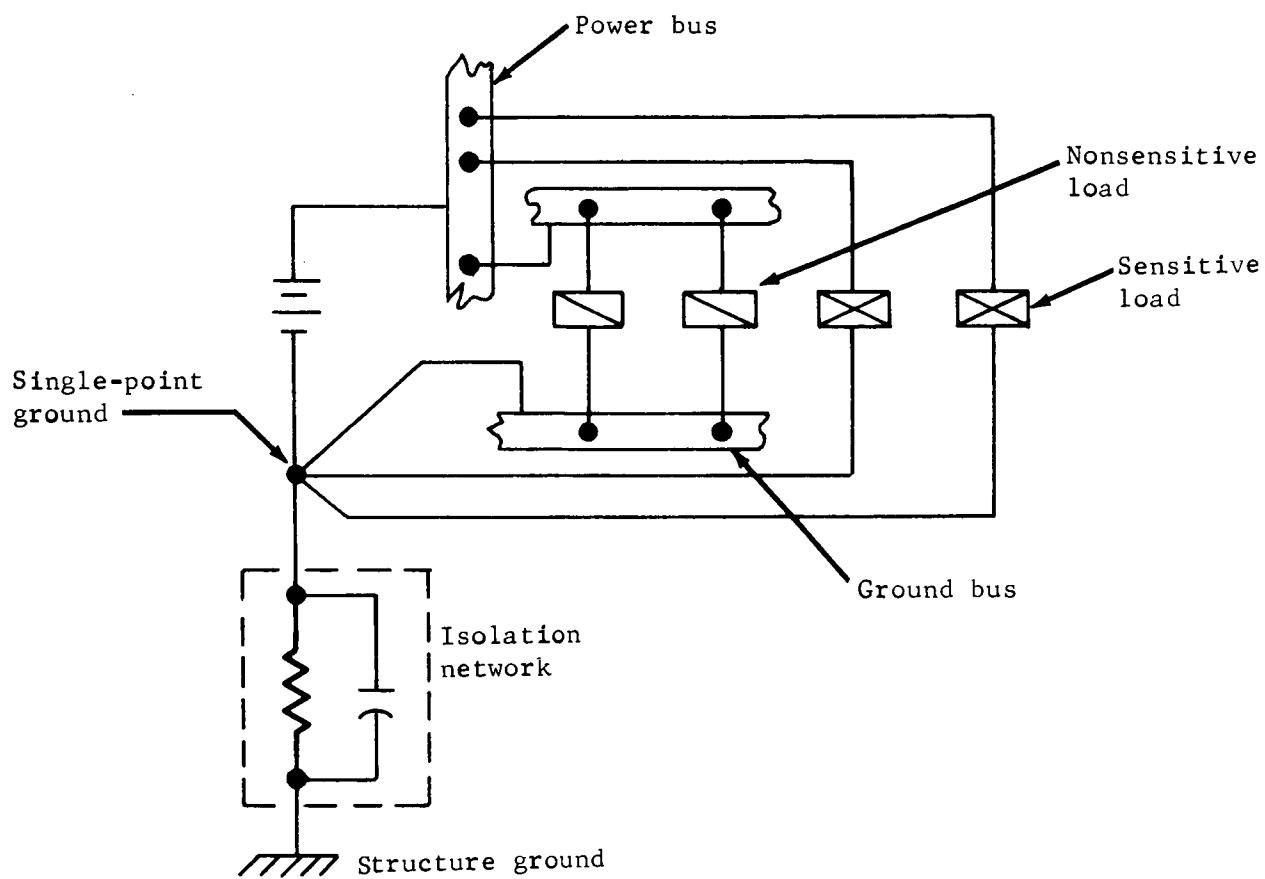 Power bus
Nonsensitive
load
Sensitive
load
Single-point
ground
Ground bus
Isolation
network
Structure ground